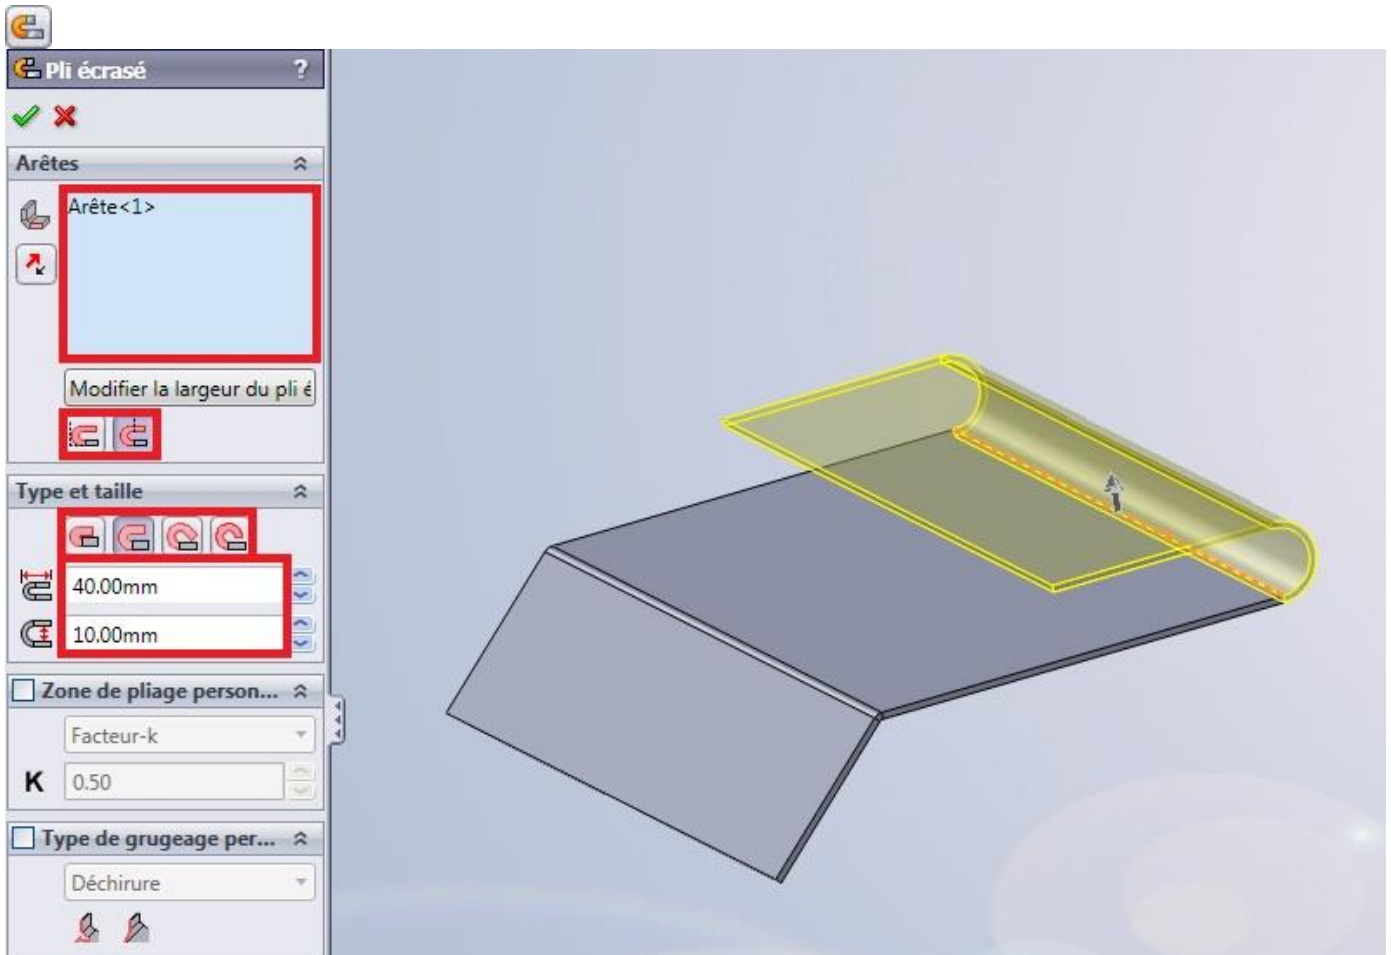 Pli écrasé ?
Arêtes
Arête<1>
Modifier la largeur du pli é
Type et taille
40.00mm
10.00mm
Zone de pliage person...
Facteur-k
K 0.50
Type de grugeage per...
Déchirure